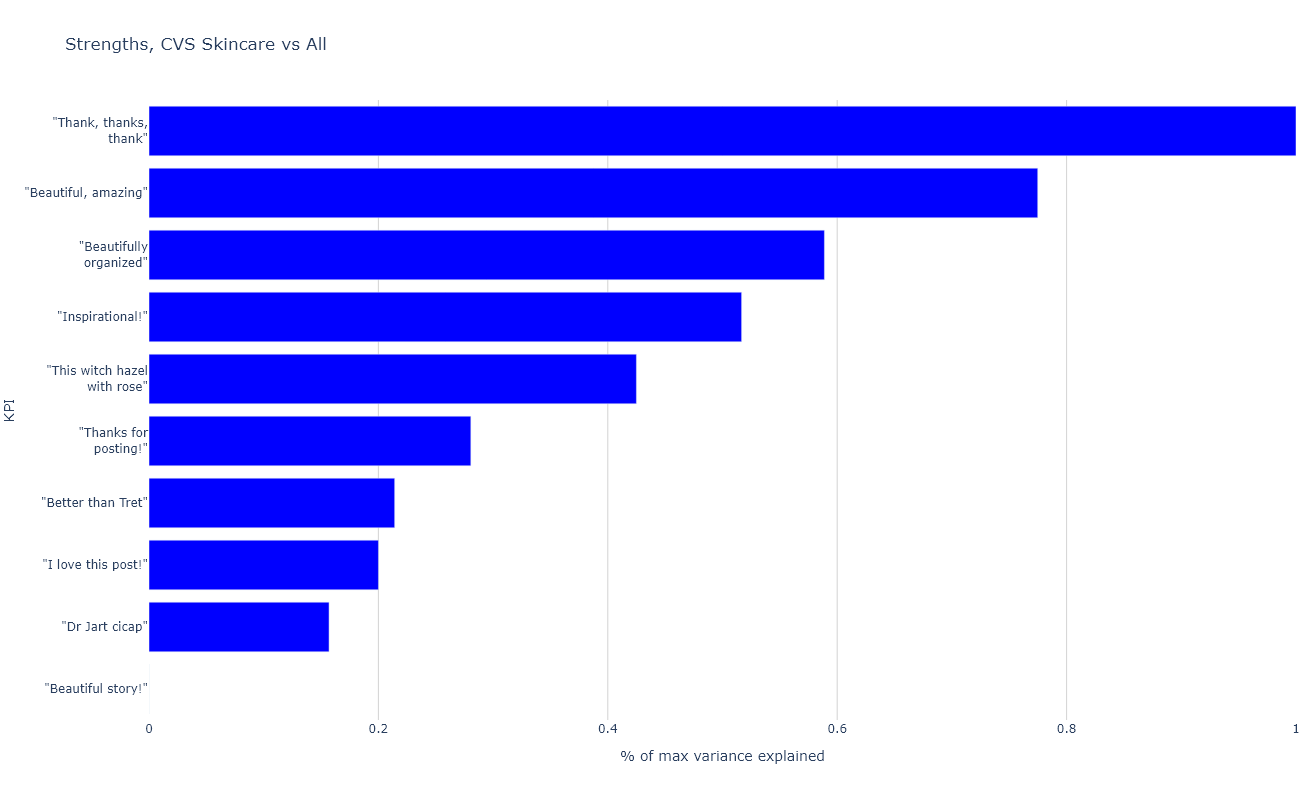 Strengths, CVS Skincare vs All
"Thank, thanks,
thank"
"Beautiful, amazing"
"Beautifully
organized"
"Inspirational!"
"This witch hazel
with rose"
"Thanks for
posting!"
"Better than Tret"
"I love this post!"
"Dr Jart cicap"
"Beautiful story!"
KPI
0 0.2 0.4 0.6 0.8 1
% of max variance explained